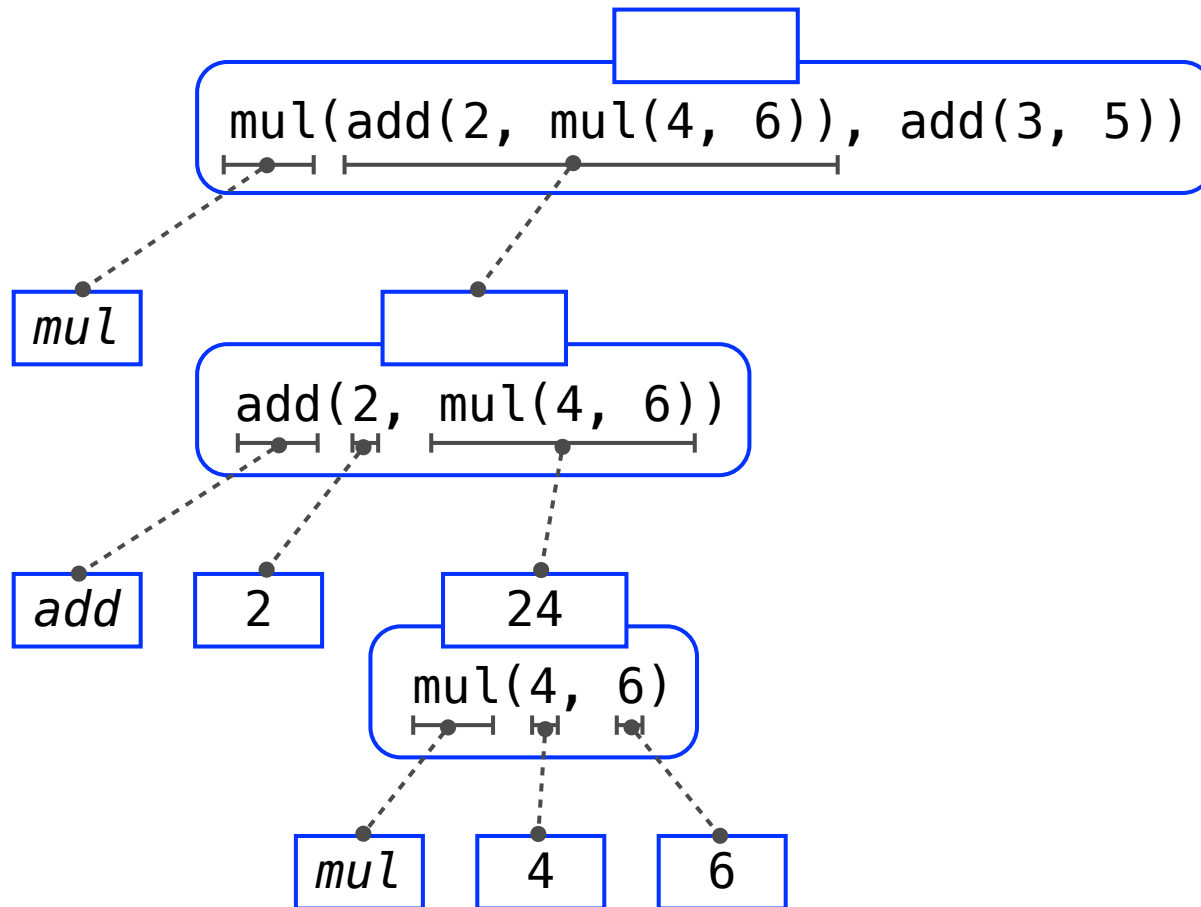 mul(add(2, mul(4, 6)), add(3, 5))
mul
add(2, mul(4, 6))
add
2
24
mul(4, 6)
mul
4
6